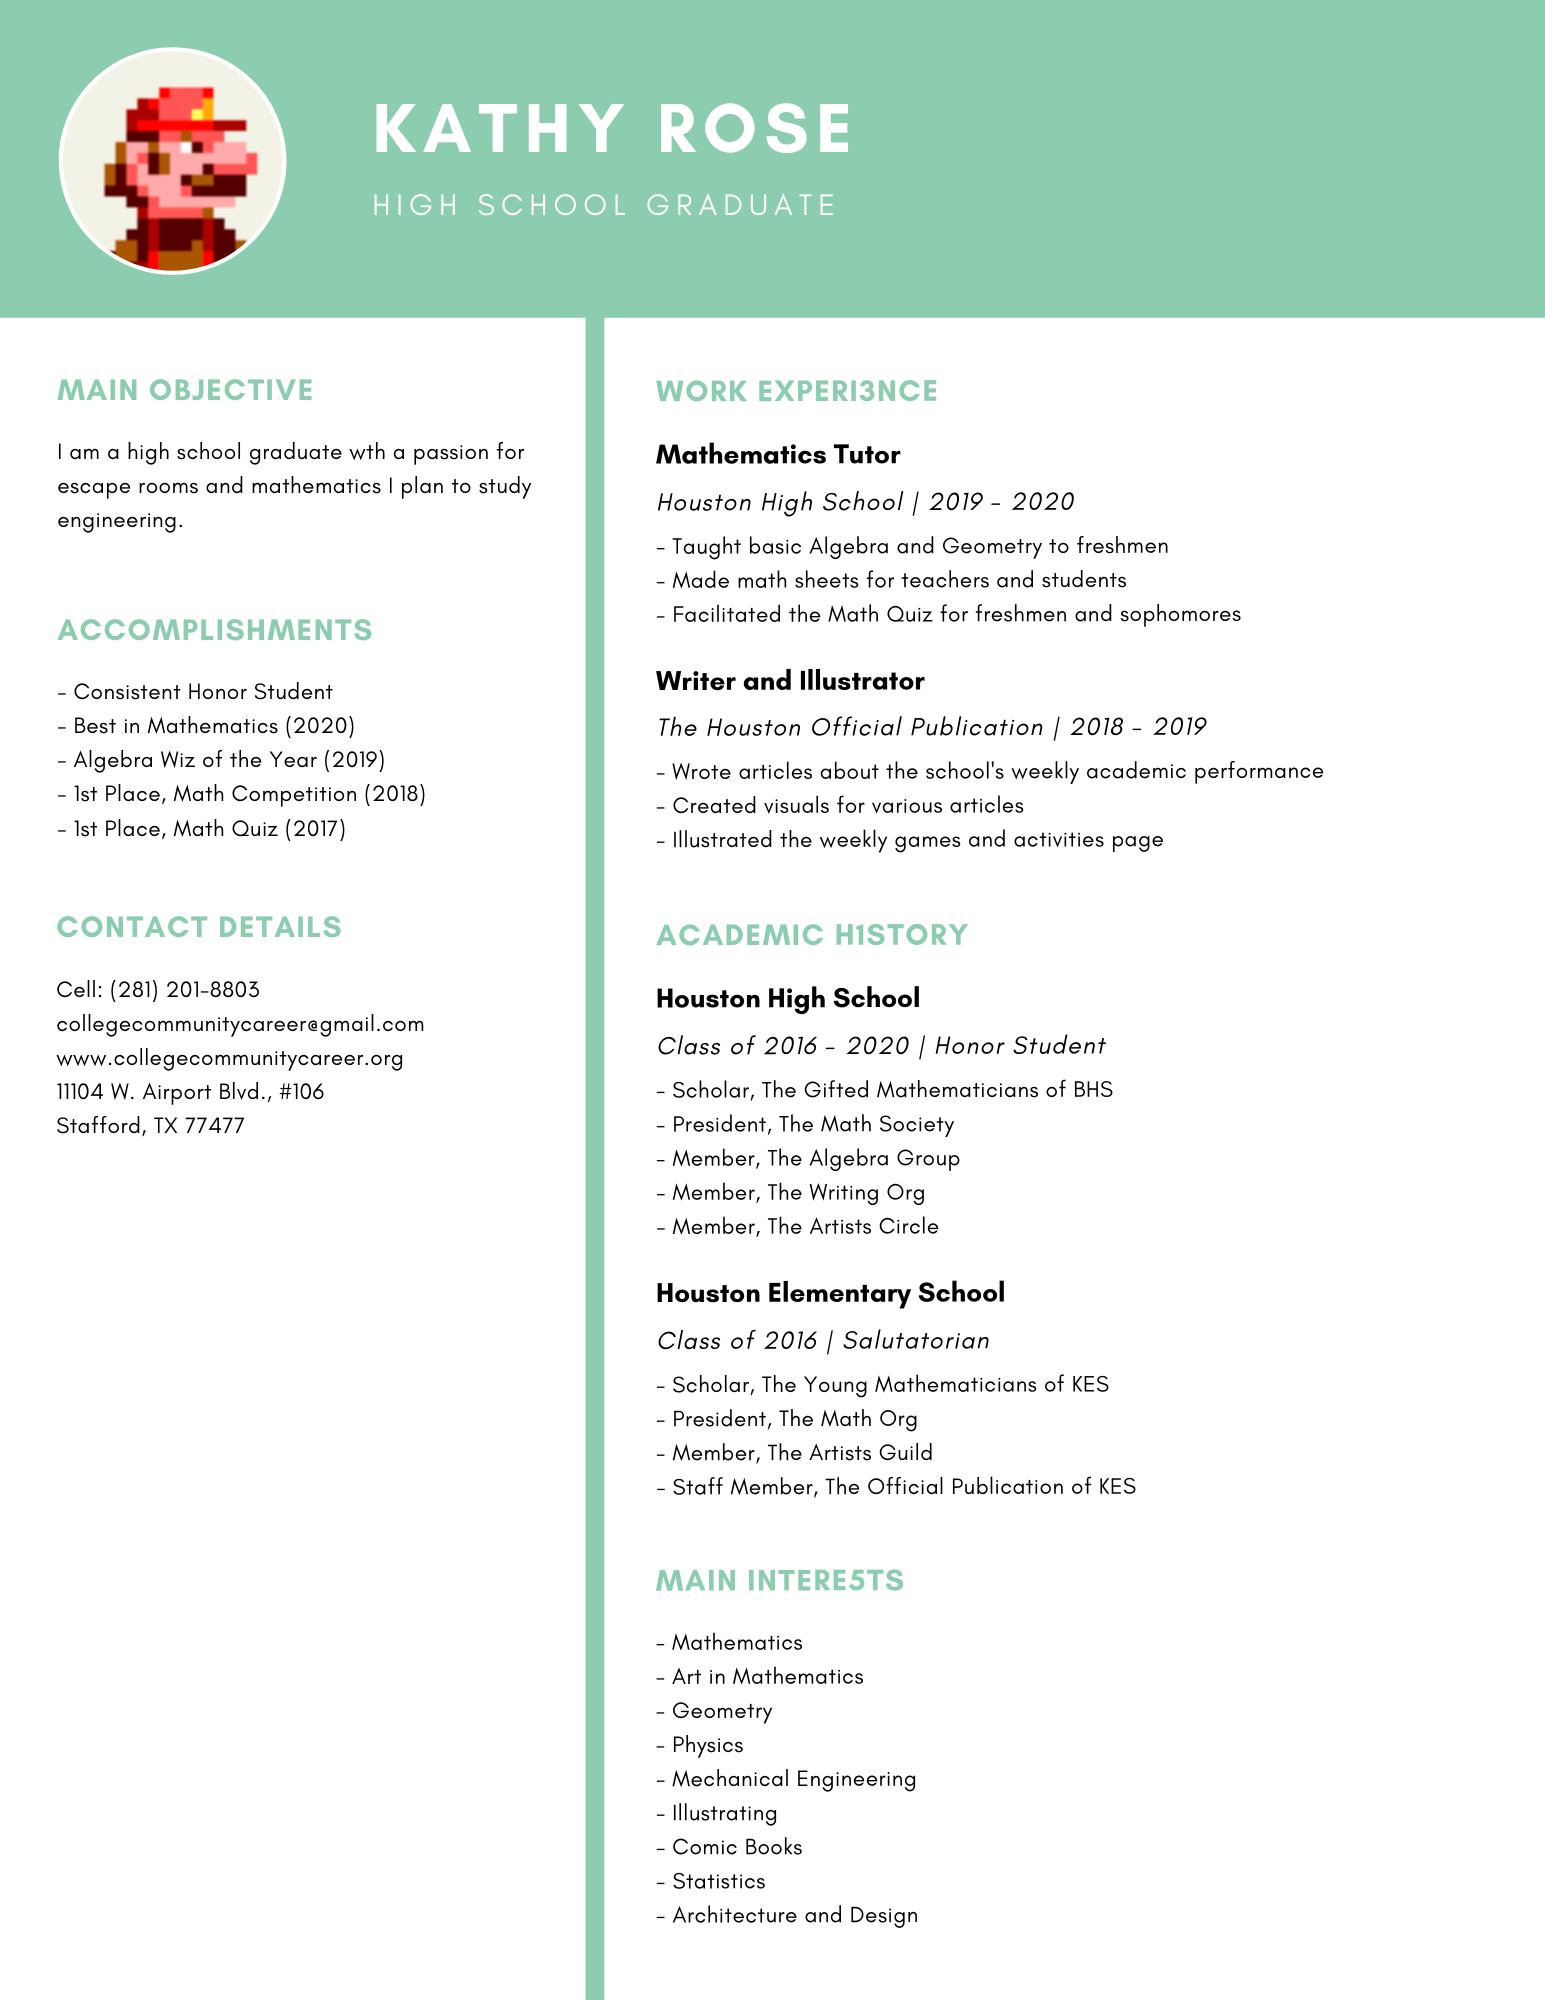 KATHY ROSE
HIGH SCHOOL GRADUATE
MAIN OBJECTIVE
I am a high school graduate wth a passion for
escape rooms and mathematics I plan to study
engineering.
ACCOMPLISHMENTS
- Consistent Honor Student
- Best in Mathematics (2020)
- Algebra Wiz of the Year (2019)
- 1st Place, Math Competition (2018)
- 1st Place, Math Quiz (2017)
CONTACT DETAILS
Cell: (281) 201-8803
collegecommunitycareer@gmail.com
www.collegecommunitycareer.org
11104 W. Airport Blvd., #106
Stafford, TX 77477
WORK EXPERI3NCE
Mathematics Tutor
Houston High School | 2019 - 2020
- Taught basic Algebra and Geometry to freshmen
- Made math sheets for teachers and students
- Facilitated the Math Quiz for freshmen and sophomores
Writer and Illustrator
The Houston Official Publication | 2018 - 2019
- Wrote articles about the school's weekly academic performance
- Created visuals for various articles
- Illustrated the weekly games and activities page
ACADEMIC H1STORY
Houston High School
Class of 2016 - 2020 | Honor Student
- Scholar, The Gifted Mathematicians of BHS
- President, The Math Society
- Member, The Algebra Group
- Member, The Writing Org
- Member, The Artists Circle
Houston Elementary School
Class of 2016 | Salutatorian
- Scholar, The Young Mathematicians of KES
- President, The Math Org
- Member, The Artists Guild
- Staff Member, The Official Publication of KES
MAIN INTERE5TS
- Mathematics
- Art in Mathematics
- Geometry
- Physics
- Mechanical Engineering
- Illustrating
- Comic Books
- Statistics
- Architecture and Design